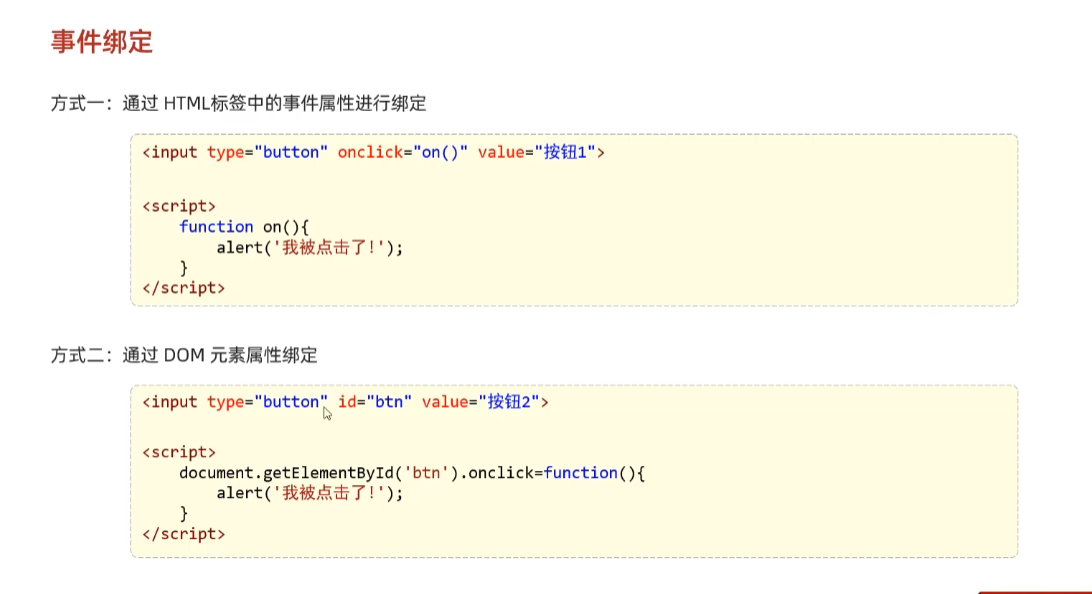 事件绑定
方式一：通过 HTML标签中的事件属性进行绑定
<input type="button" onclick="on()" value="按钮1">
<script>
    function on(){
        alert('我被点击了!');
    }
</script>
方式二：通过 DOM 元素属性绑定
<input type="button" id="btn" value="按钮2">
<script>
    document.getElementById('btn').onclick=function(){
        alert('我被点击了!');
    }
</script>